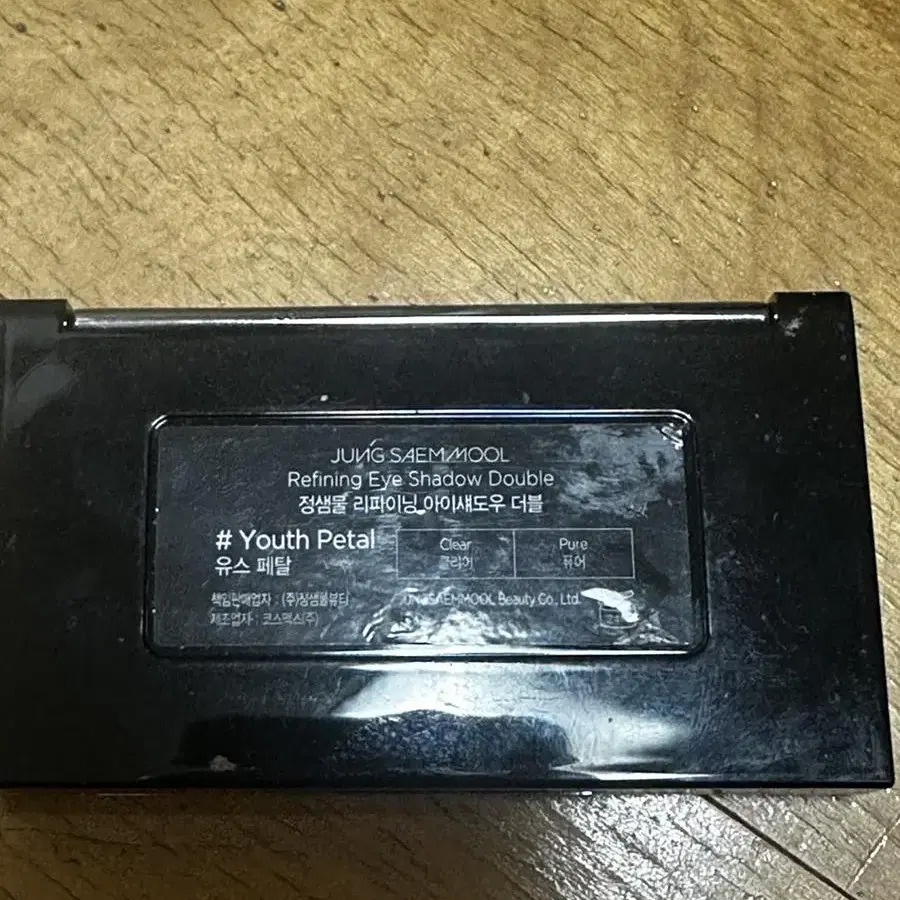 JUNG SAEMMOOL
Refining Eye Shadow Double
정샘물 리파이닝 아이섀도우 더블
# Youth Petal
유스 페탈
Clear
클리어
Pure
퓨어
책임판매업자 : (주)정샘물뷰티
JUNGSAEMMOOL Beauty Co., Ltd.
제조업자 : 코스맥스(주)